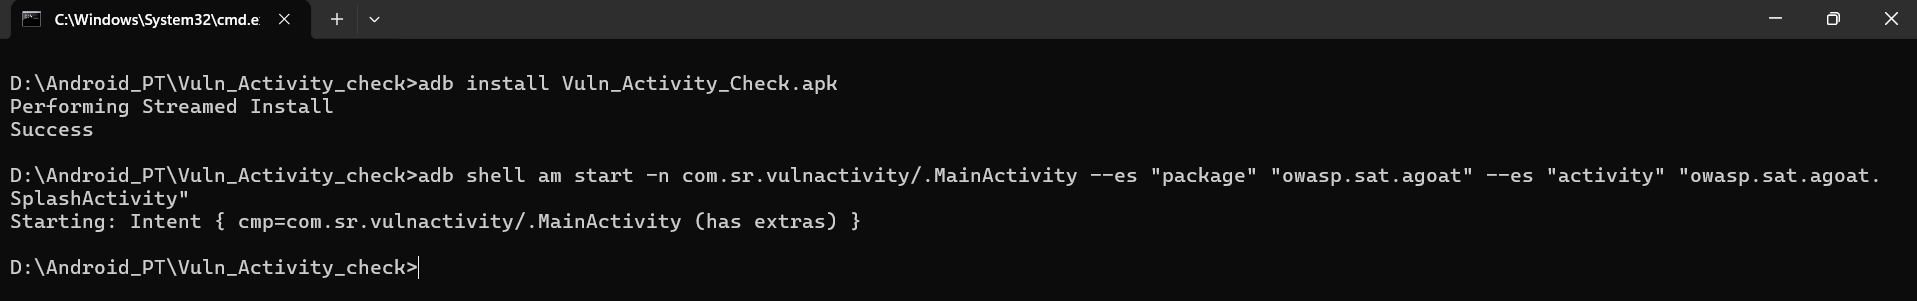 C:\Windows\System32\cmd.e
D:\Android_PT\Vuln_Activity_check>adb install Vuln_Activity_Check.apk
Performing Streamed Install
Success
D:\Android_PT\Vuln_Activity_check>adb shell am start -n com.sr.vulnactivity/.MainActivity --es "package" "owasp.sat.agoat" --es "activity" "owasp.sat.agoat.
SplashActivity"
Starting: Intent { cmp=com.sr.vulnactivity/.MainActivity (has extras) }
D:\Android_PT\Vuln_Activity_check>